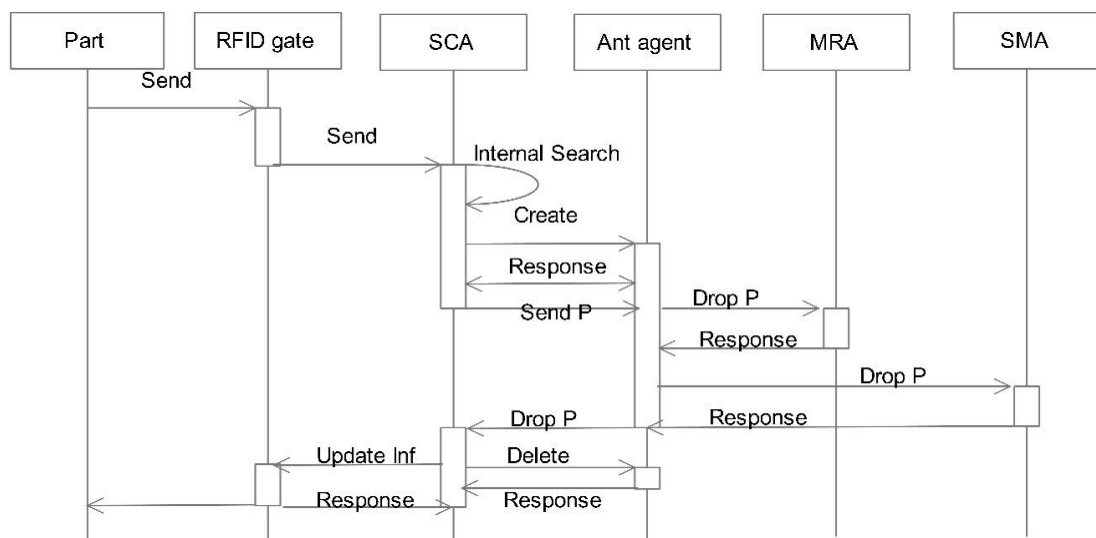 Part
RFID gate
SCA
Ant agent
MRA
SMA
Send
Send
Internal Search
Create
Response
Send P
Drop P
Response
Drop P
Drop P
Response
Update Inf
Delete
Response
Response